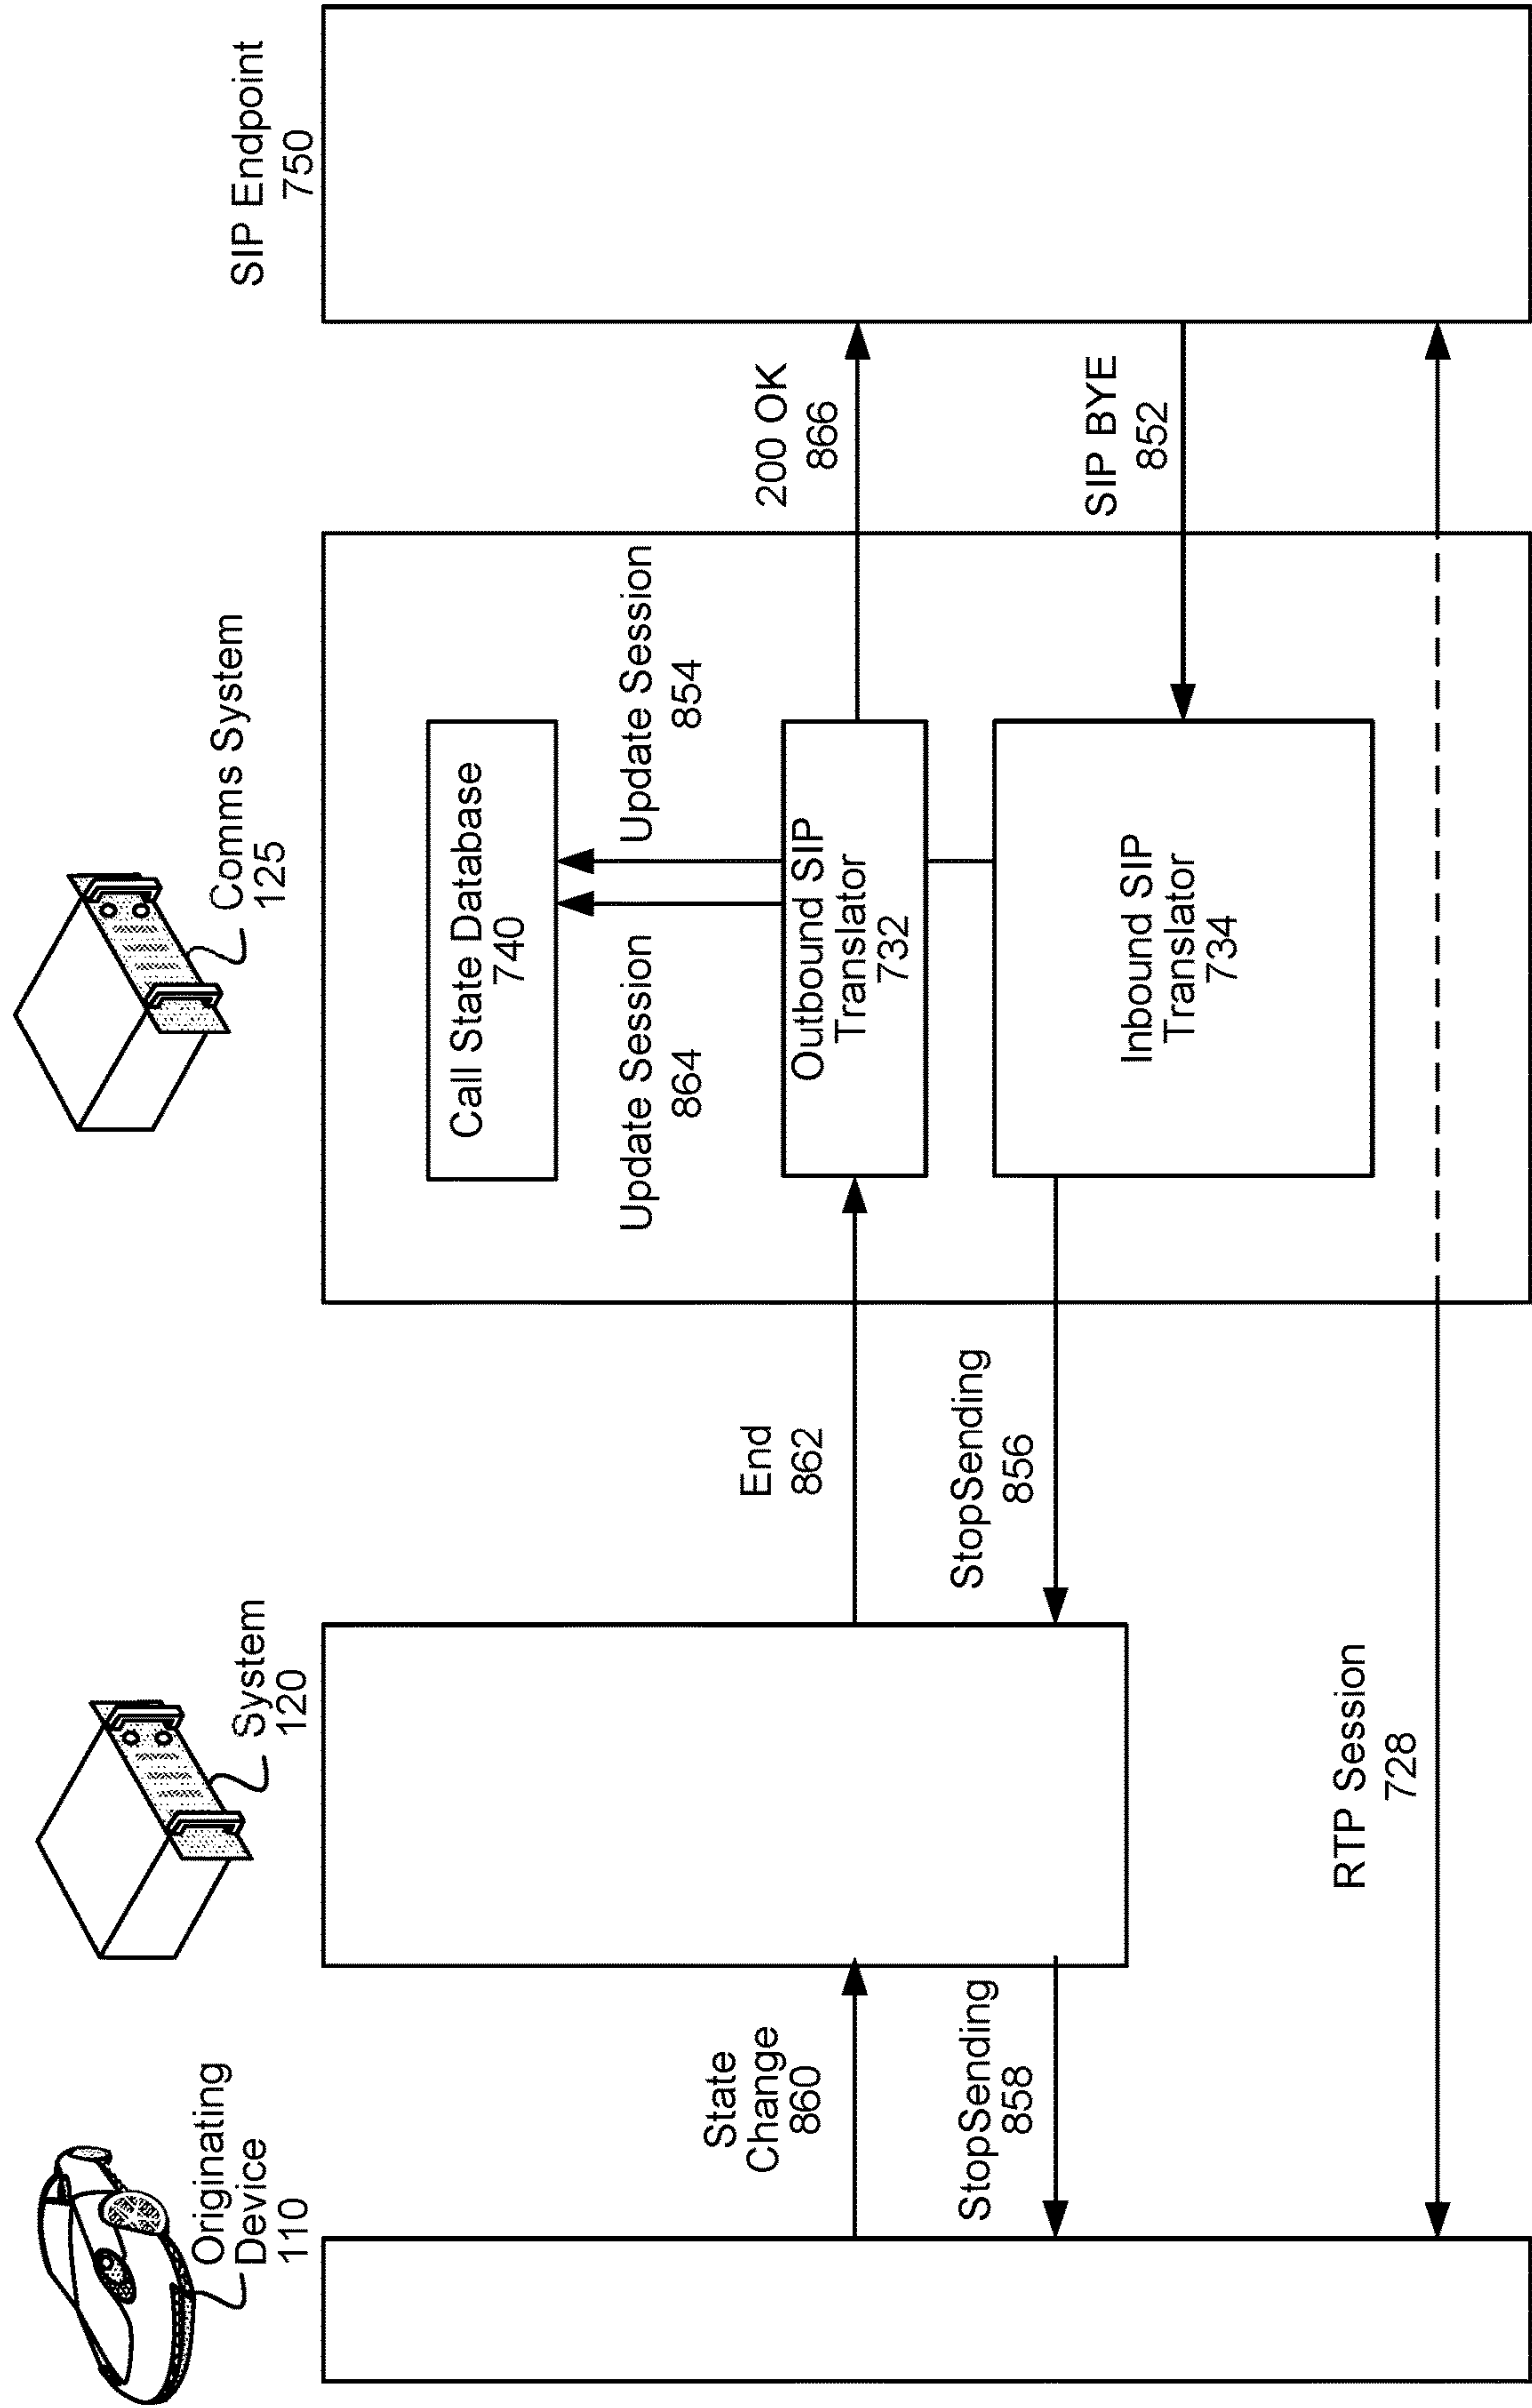 Originating
Device
110
System
120
Comms System
125
SIP Endpoint
750
Call State Database
740
Update Session
864
Update Session
854
State
Change
860
End
862
Outbound SIP
Translator
732
200 OK
866
StopSending
858
StopSending
856
Inbound SIP
Translator
734
SIP BYE
852
RTP Session
728